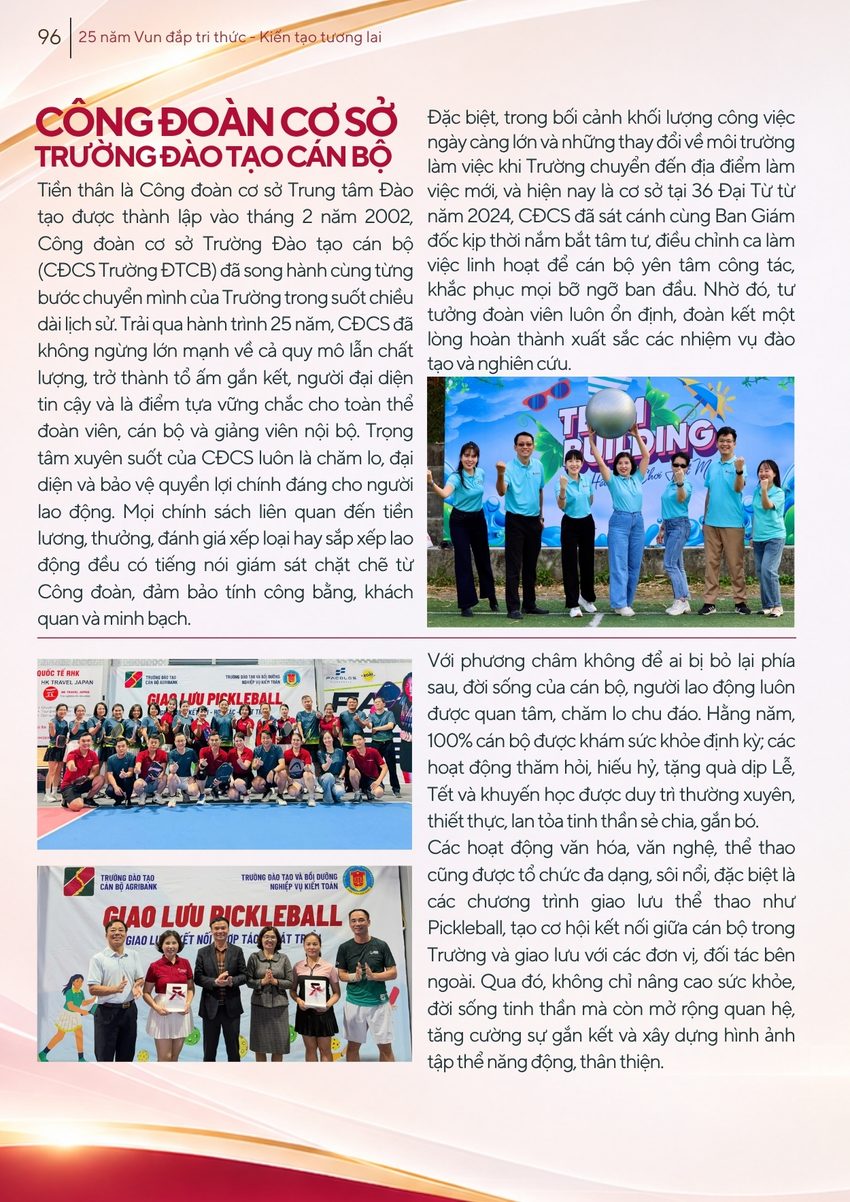 96
25 năm Vun đắp tri thức - Kiến tạo tương lai
CÔNG ĐOÀN CƠ SỞ
TRƯỜNG ĐÀO TẠO CÁN BỘ
Tiền thân là Công đoàn cơ sở Trung tâm Đào
tạo được thành lập vào tháng 2 năm 2002,
Công đoàn cơ sở Trường Đào tạo cán bộ
(CĐCS Trường ĐTCB) đã song hành cùng từng
bước chuyển mình của Trường trong suốt chiều
dài lịch sử. Trải qua hành trình 25 năm, CĐCS đã
không ngừng lớn mạnh về cả quy mô lẫn chất
lượng, trở thành tổ ấm gắn kết, người đại diện
tin cậy và là điểm tựa vững chắc cho toàn thể
đoàn viên, cán bộ và giảng viên nội bộ. Trọng
tâm xuyên suốt của CĐCS luôn là chăm lo, đại
diện và bảo vệ quyền lợi chính đáng cho người
lao động. Mọi chính sách liên quan đến tiền
lương, thưởng, đánh giá xếp loại hay sắp xếp lao
động đều có tiếng nói giám sát chặt chẽ từ
Công đoàn, đảm bảo tính công bằng, khách
quan và minh bạch.
Đặc biệt, trong bối cảnh khối lượng công việc
ngày càng lớn và những thay đổi về môi trường
làm việc khi Trường chuyển đến địa điểm làm
việc mới, và hiện nay là cơ sở tại 36 Đại Từ từ
năm 2024, CĐCS đã sát cánh cùng Ban Giám
đốc kịp thời nắm bắt tâm tư, điều chỉnh ca làm
việc linh hoạt để cán bộ yên tâm công tác,
khắc phục mọi bỡ ngỡ ban đầu. Nhờ đó, tư
tưởng đoàn viên luôn ổn định, đoàn kết một
lòng hoàn thành xuất sắc các nhiệm vụ đào
tạo và nghiên cứu.
TEAM
BUILDING
QUỐC TẾ RHK
HK TRAVEL JAPAN
TRƯỜNG ĐÀO TẠO
CÁN BỘ AGRIBANK
TRƯỜNG ĐÀO TẠO VÀ BỒI DƯỠNG
NGHIỆP VỤ KIỂM TOÁN
GIAO LƯU PICKLEBALL
TRƯỜNG ĐÀO TẠO
CÁN BỘ AGRIBANK
TRƯỜNG ĐÀO TẠO VÀ BỒI DƯỠNG
NGHIỆP VỤ KIỂM TOÁN
GIAO LƯU PICKLEBALL
Với phương châm không để ai bị bỏ lại phía
sau, đời sống của cán bộ, người lao động luôn
được quan tâm, chăm lo chu đáo. Hằng năm,
100% cán bộ được khám sức khỏe định kỳ; các
hoạt động thăm hỏi, hiếu hỷ, tặng quà dịp Lễ,
Tết và khuyến học được duy trì thường xuyên,
thiết thực, lan tỏa tinh thần sẻ chia, gắn bó.
Các hoạt động văn hóa, văn nghệ, thể thao
cũng được tổ chức đa dạng, sôi nổi, đặc biệt là
các chương trình giao lưu thể thao như
Pickleball, tạo cơ hội kết nối giữa cán bộ trong
Trường và giao lưu với các đơn vị, đối tác bên
ngoài. Qua đó, không chỉ nâng cao sức khỏe,
đời sống tinh thần mà còn mở rộng quan hệ,
tăng cường sự gắn kết và xây dựng hình ảnh
tập thể năng động, thân thiện.